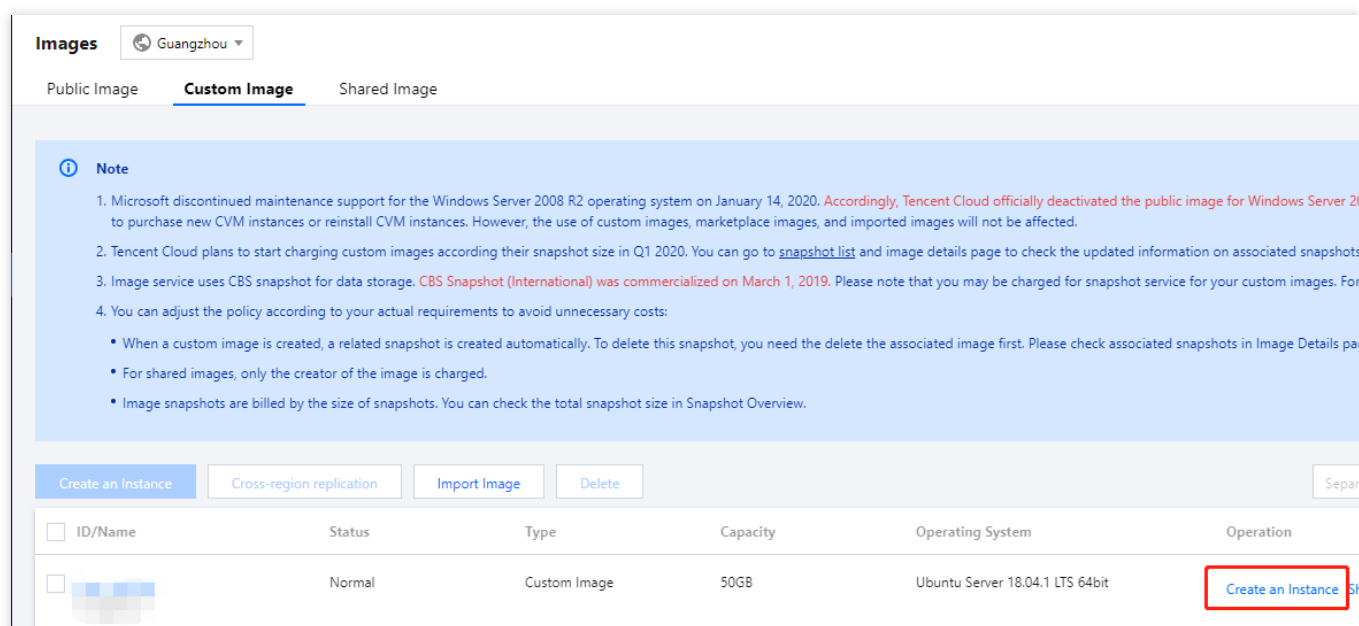 Images Guangzhou
Public Image Custom Image Shared Image
Note
1. Microsoft discontinued maintenance support for the Windows Server 2008 R2 operating system on January 14, 2020. Accordingly, Tencent Cloud officially deactivated the public image for Windows Server
to purchase new CVM instances or reinstall CVM instances. However, the use of custom images, marketplace images, and imported images will not be affected.
2. Tencent Cloud plans to start charging custom images according their snapshot size in Q1 2020. You can go to snapshot list and image details page to check the updated information on associated snapshots
3. Image service uses CBS snapshot for data storage. CBS Snapshot (International) was commercialized on March 1, 2019. Please note that you may be charged for snapshot service for your custom images. For
4. You can adjust the policy according to your actual requirements to avoid unnecessary costs:
• When a custom image is created, a related snapshot is created automatically. To delete this snapshot, you need the delete the associated image first. Please check associated snapshots in Image Details
• For shared images, only the creator of the image is charged.
• Image snapshots are billed by the size of snapshots. You can check the total snapshot size in Snapshot Overview.
Create an Instance Cross-region replication Import Image Delete
ID/Name Status Type Capacity Operating System Operation
Normal Custom Image 50GB Ubuntu Server 18.04.1 LTS 64bit Create an Instance